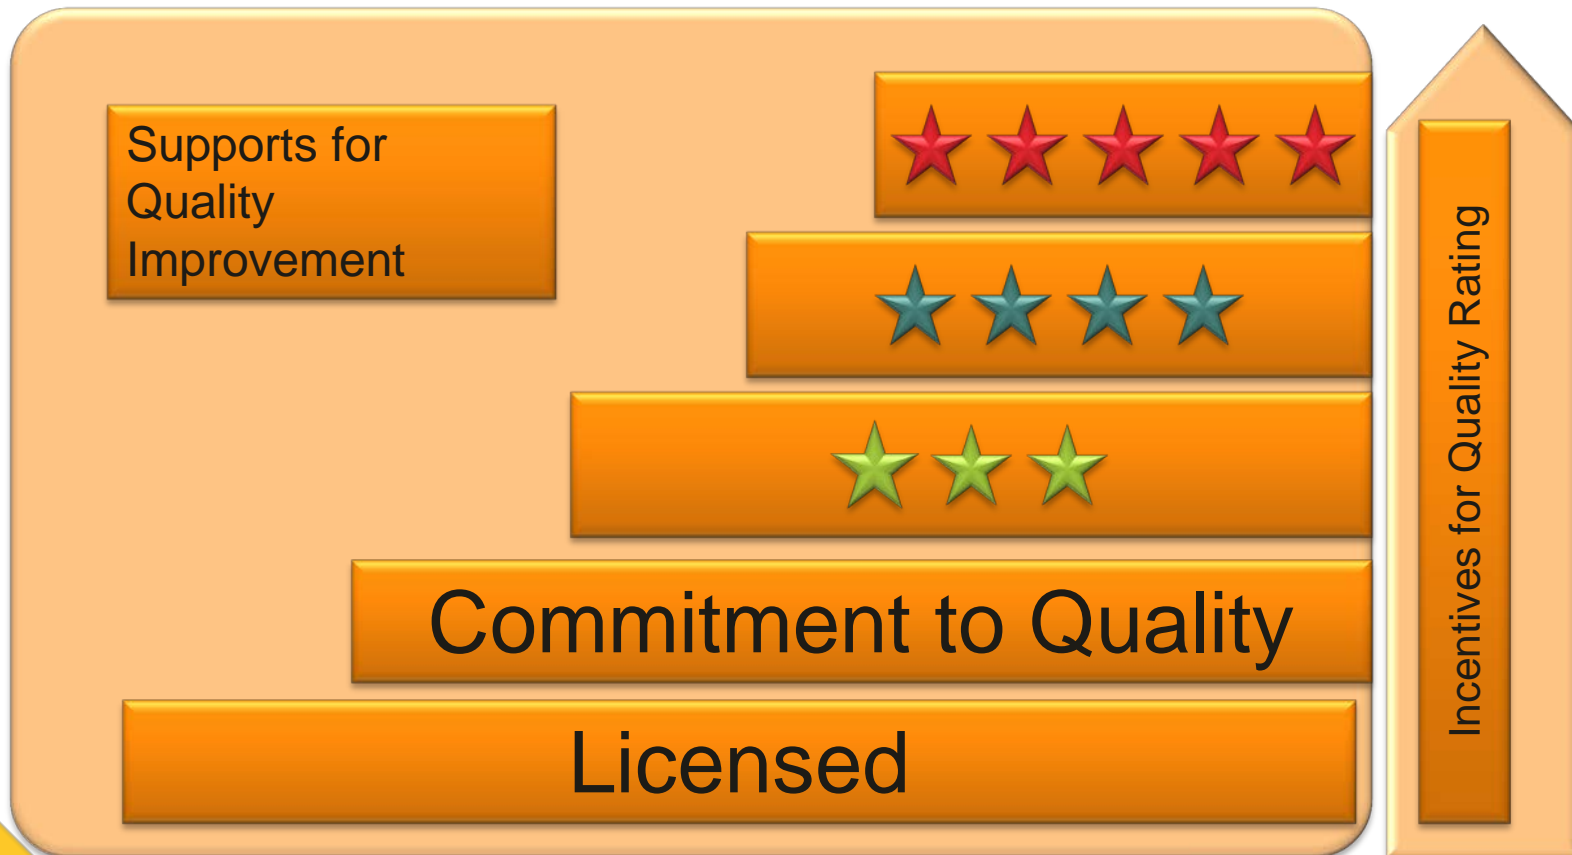 Supports for
Quality
Improvement
Commitment to Quality
Licensed
Incentives for Quality Rating